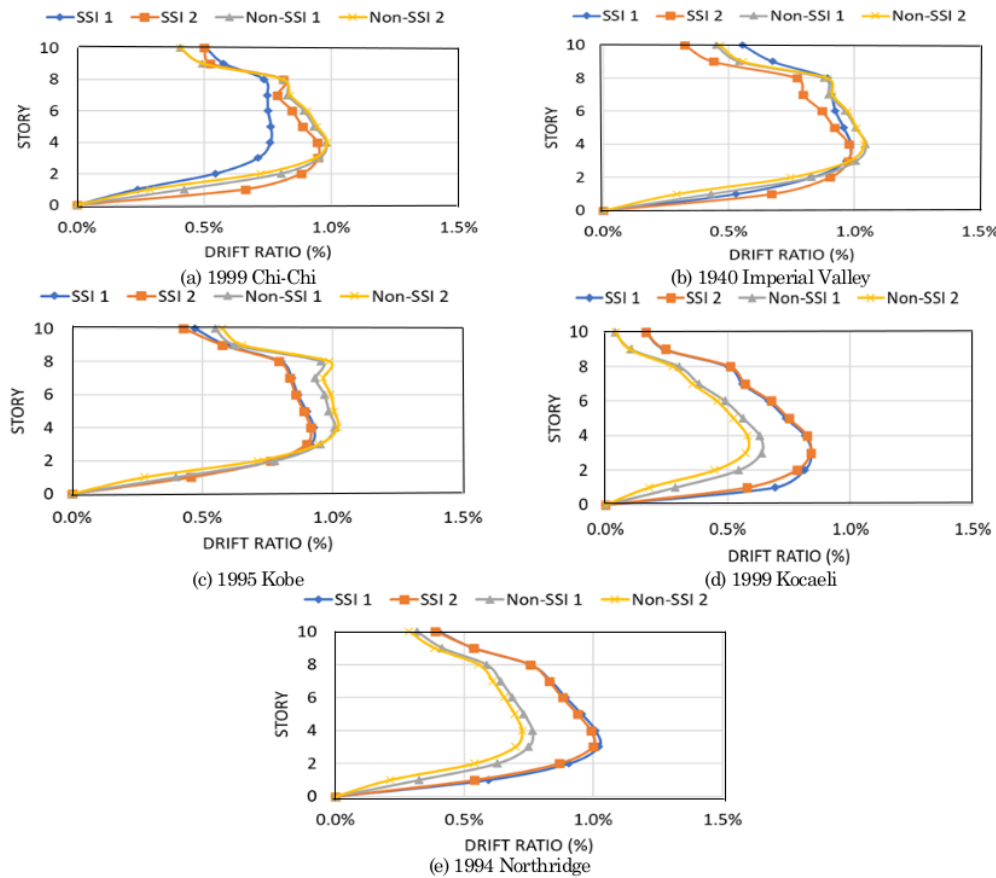 SSI 1 SSI 2 Non-SSI 1 Non-SSI 2
10
8
6
4
2
0
STORY
0.0% 0.5% 1.0% 1.5%
DRIFT RATIO (%)
(a) 1999 Chi-Chi
SSI 1 SSI 2 Non-SSI 1 Non-SSI 2
10
8
6
4
2
0
STORY
0.0% 0.5% 1.0% 1.5%
DRIFT RATIO (%)
(b) 1940 Imperial Valley
SSI 1 SSI 2 Non-SSI 1 Non-SSI 2
10
8
6
4
2
0
STORY
0.0% 0.5% 1.0% 1.5%
DRIFT RATIO (%)
(c) 1995 Kobe
SSI 1 SSI 2 Non-SSI 1 Non-SSI 2
10
8
6
4
2
0
STORY
0.0% 0.5% 1.0% 1.5%
DRIFT RATIO (%)
(d) 1999 Kocaeli
SSI 1 SSI 2 Non-SSI 1 Non-SSI 2
10
8
6
4
2
0
STORY
0.0% 0.5% 1.0% 1.5%
DRIFT RATIO (%)
(e) 1994 Northridge